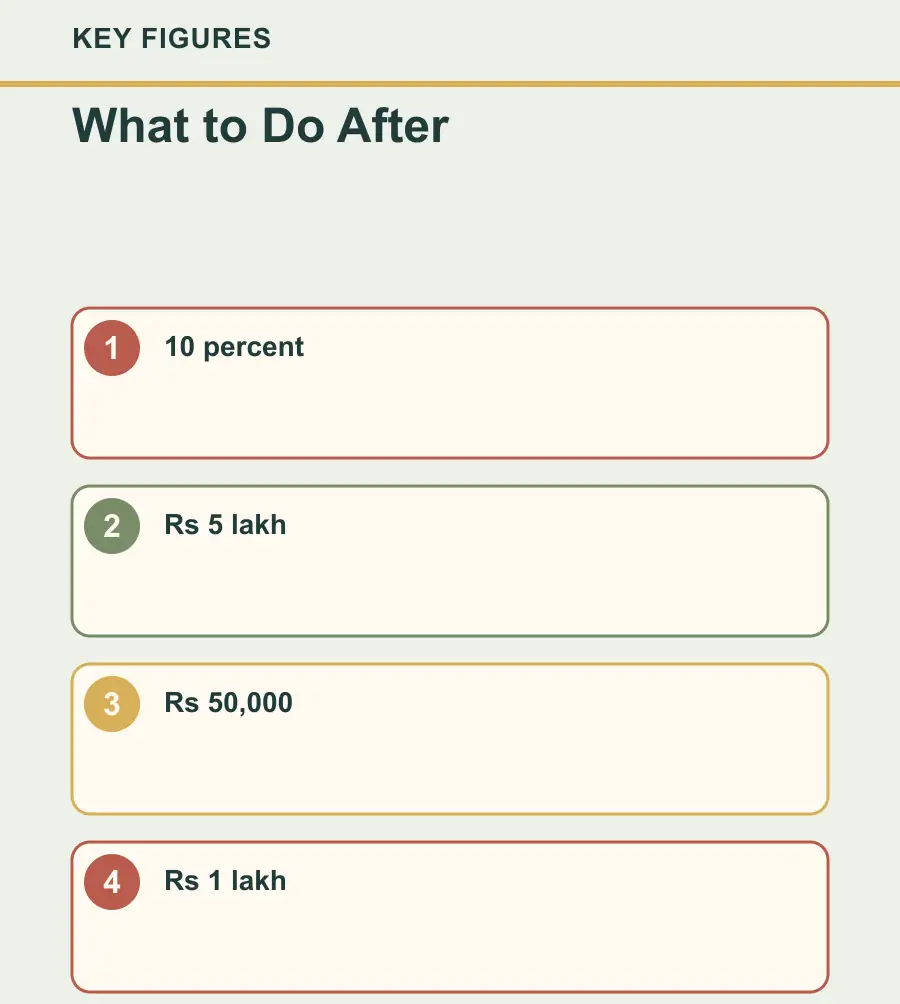 KEY FIGURES
What to Do After
1 10 percent
2 Rs 5 lakh
3 Rs 50,000
4 Rs 1 lakh